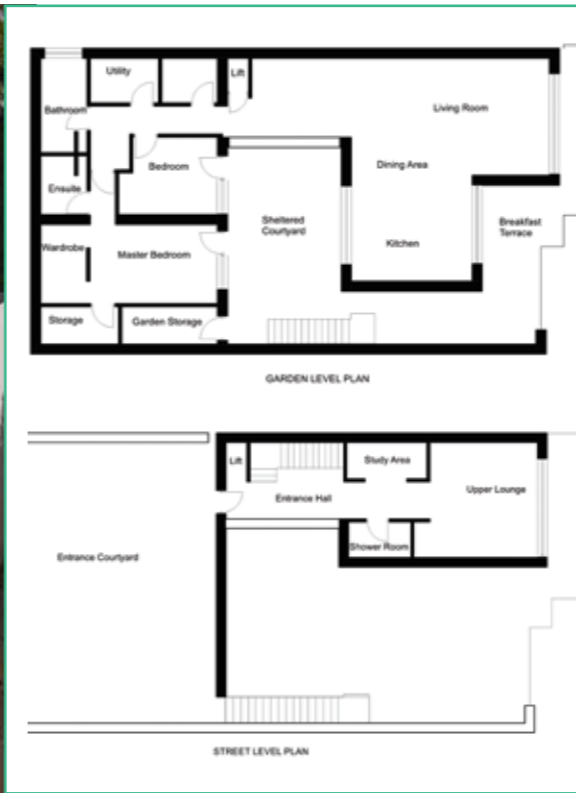 Utility
Lift
Bathroom
Living Room
Bedroom
Dining Area
Ensuite
Sheltered
Courtyard
Breakfast
Terrace
Kitchen
Wardrobe
Master Bedroom
Storage
Garden Storage
GARDEN LEVEL PLAN
Lift
Study Area
Upper Lounge
Entrance Hall
Shower Room
Entrance Courtyard
STREET LEVEL PLAN